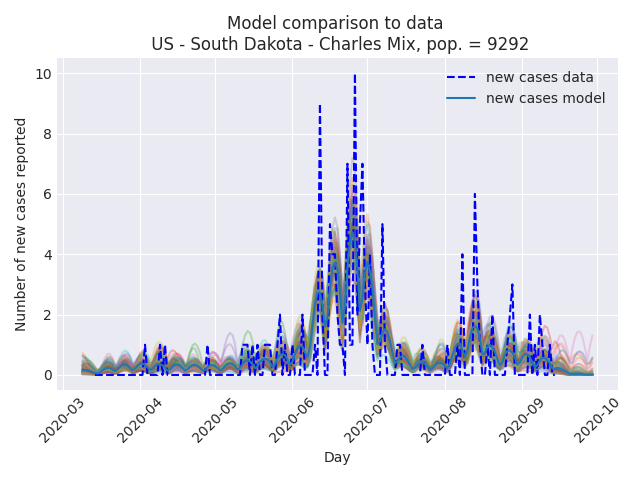 Model comparison to data
US - South Dakota - Charles Mix, pop. = 9292
new cases data
new cases model
Number of new cases reported
10
8
6
4
2
0
2020-03
2020-04
2020-05
2020-06
2020-07
2020-08
2020-09
2020-10
Day